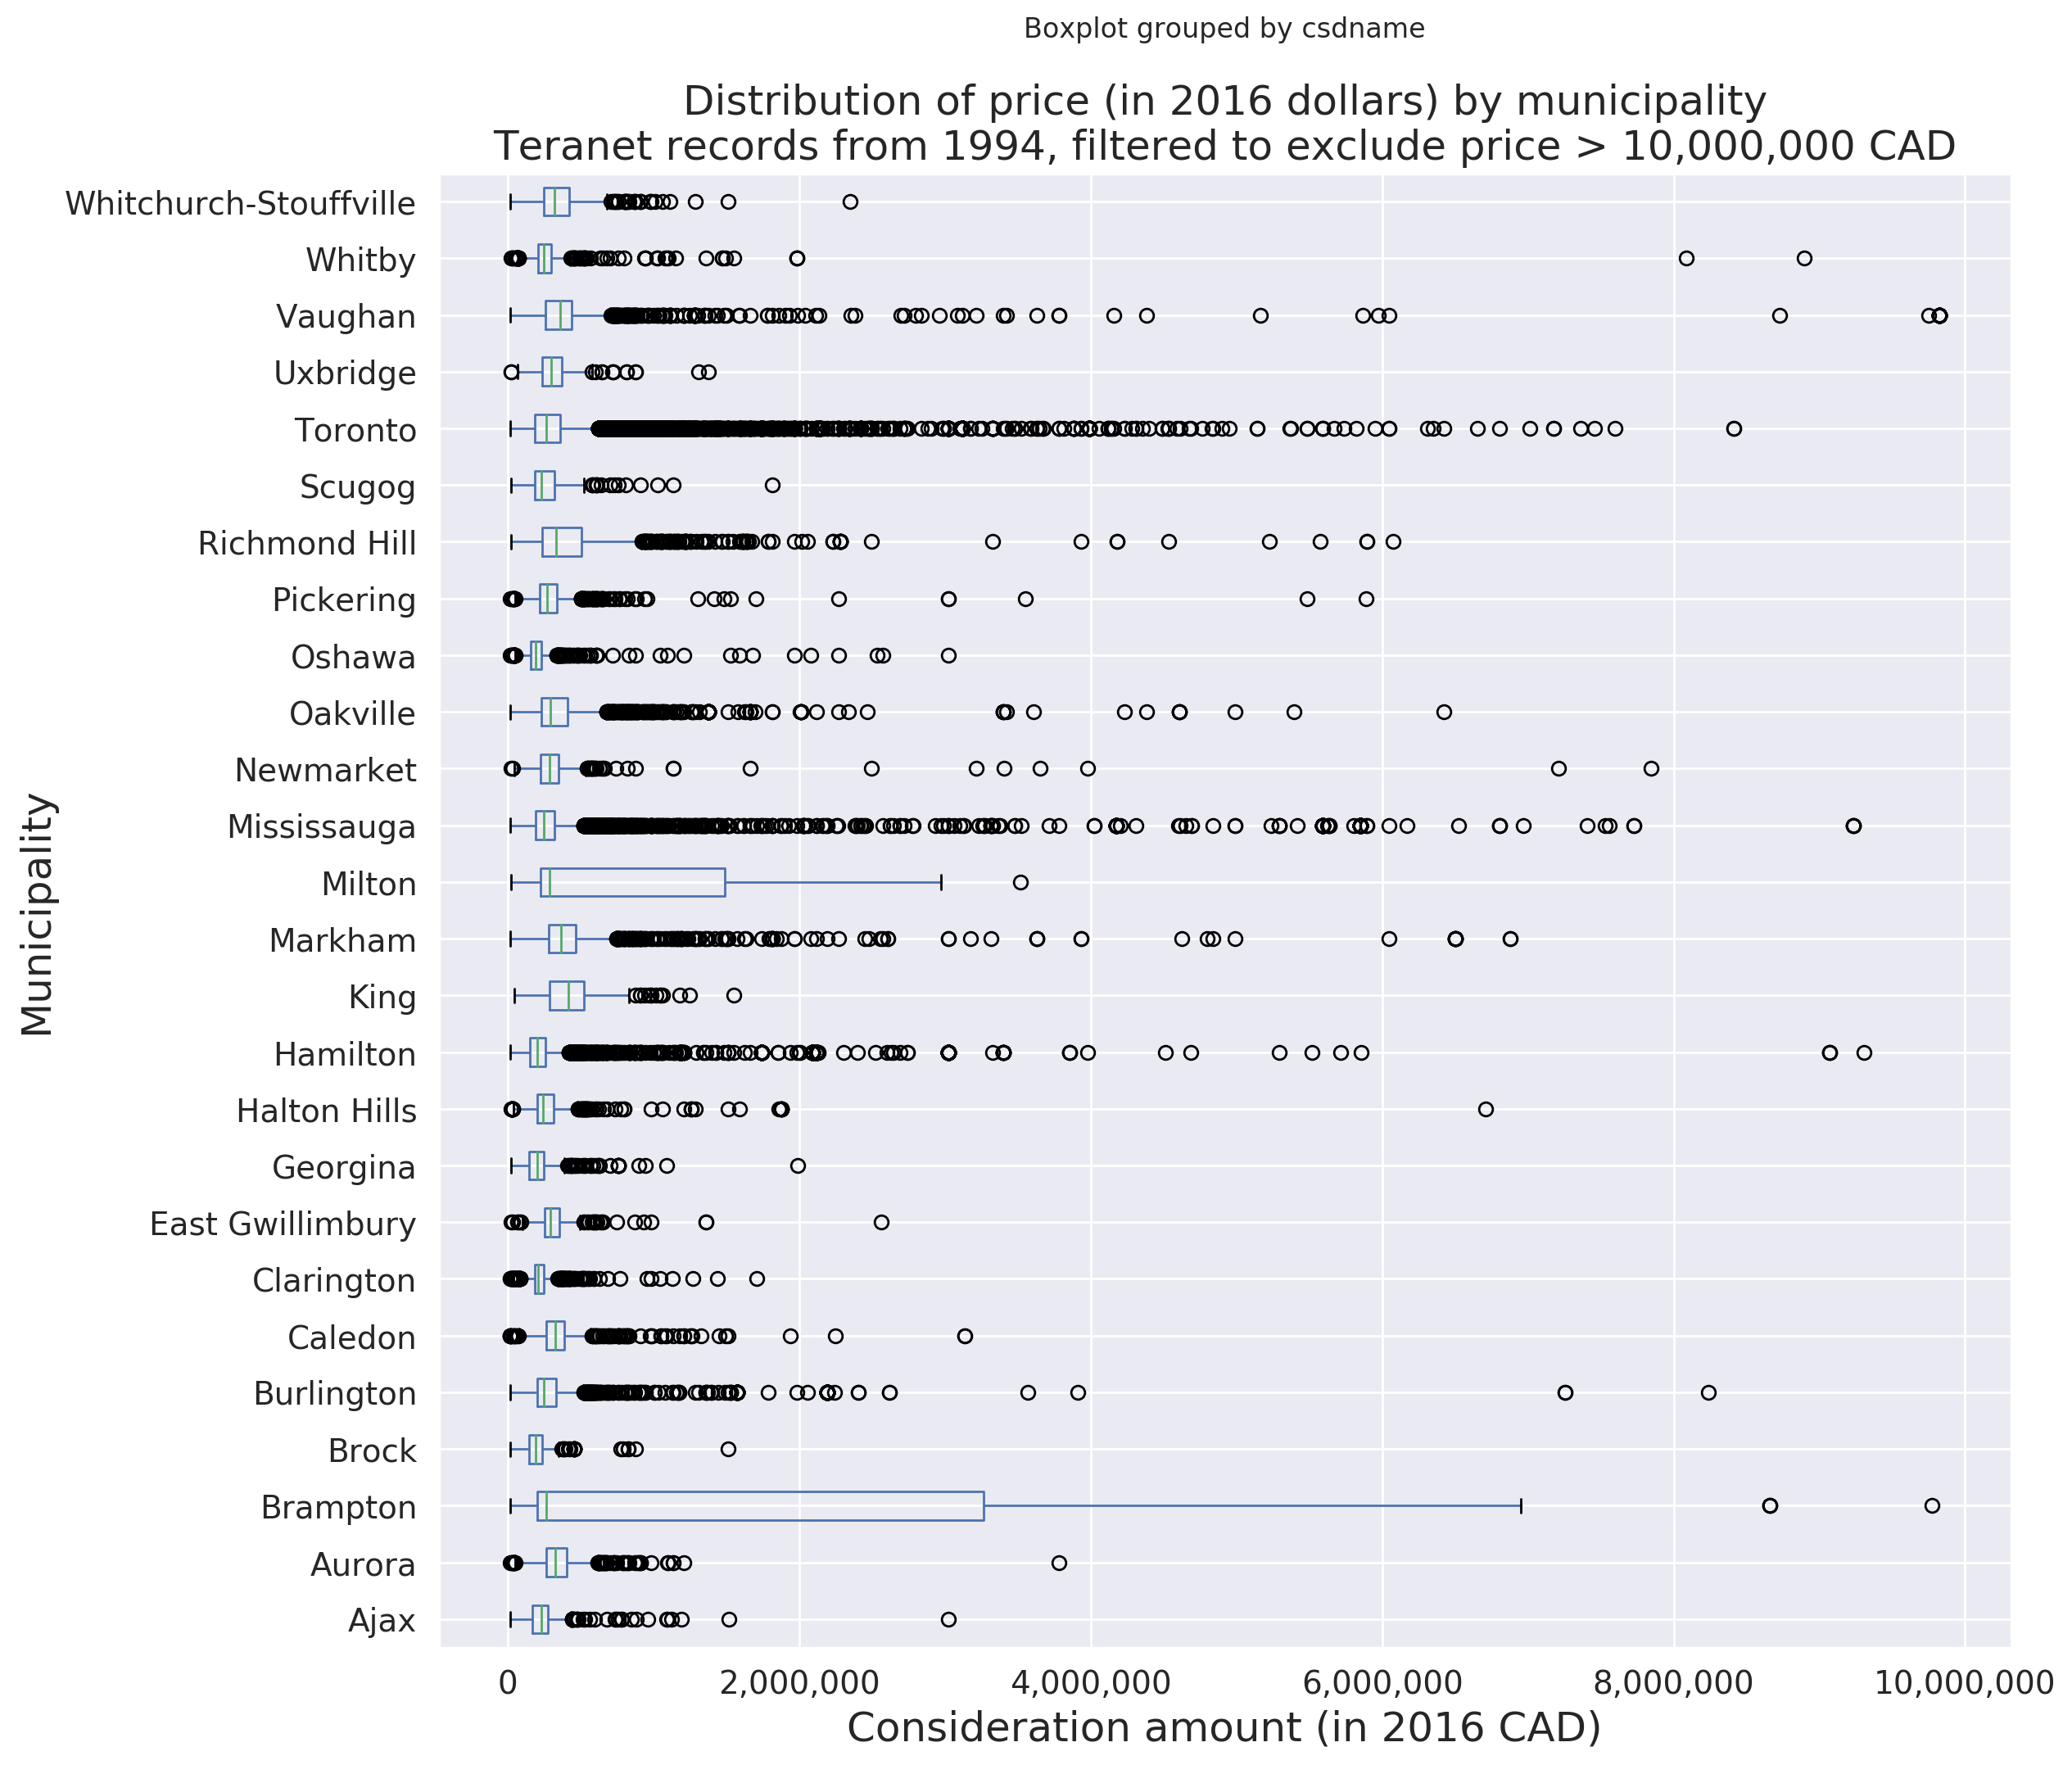 Boxplot grouped by csdname
Distribution of price (in 2016 dollars) by municipality
Teranet records from 1994, filtered to exclude price > 10,000,000 CAD
Whitchurch-Stouffville
Whitby
Vaughan
Uxbridge
Toronto
Scugog
Richmond Hill
Pickering
Oshawa
Oakville
Newmarket
Mississauga
Milton
Markham
King
Hamilton
Halton Hills
Georgina
East Gwillimbury
Clarington
Caledon
Burlington
Brock
Brampton
Aurora
Ajax
Municipality
0 2,000,000 4,000,000 6,000,000 8,000,000 10,000,000
Consideration amount (in 2016 CAD)